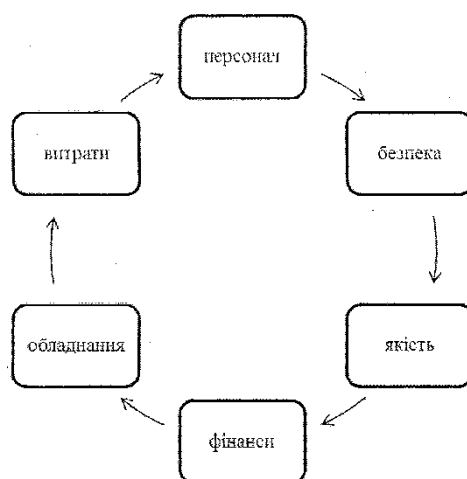 персонал
безпека
якість
фінанси
обладнання
витрати